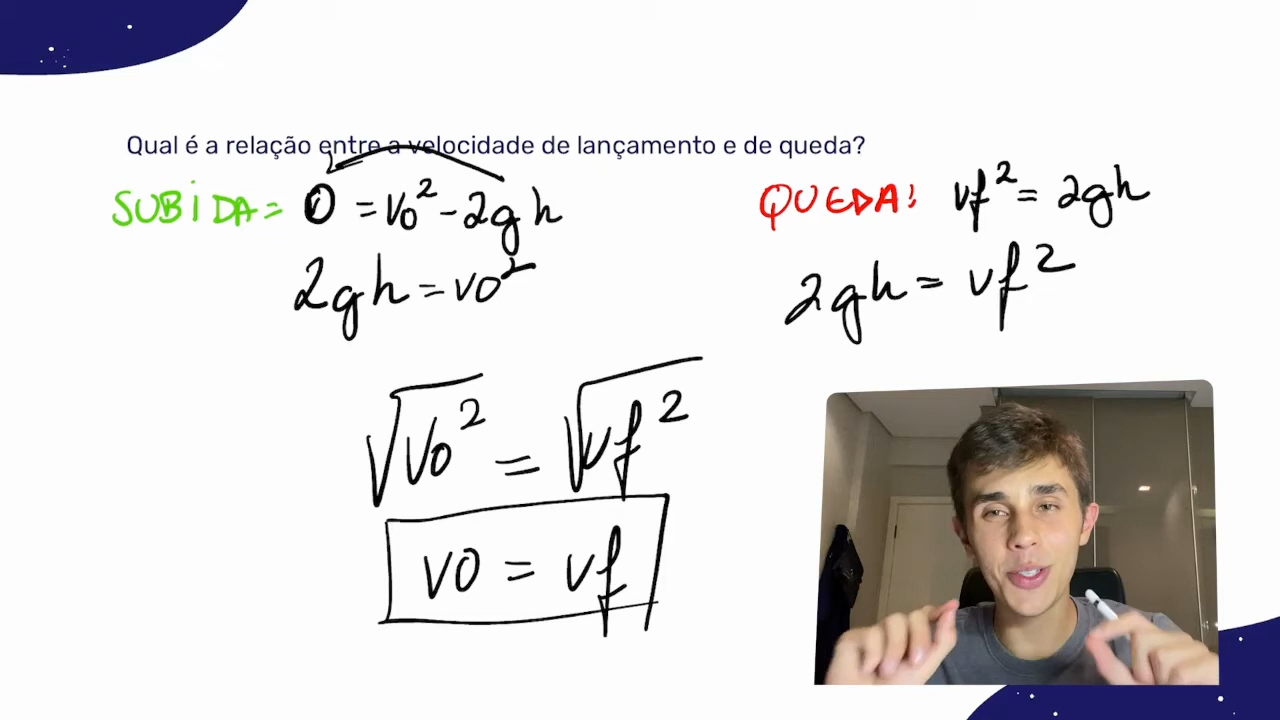 Qual é a relação entre a velocidade de lançamento e de queda?
SUBIDA= 0 = vo² - 2gh
QUEDA: vf² = 2gh
2gh = vo²
2gh = vf²
√vo² = √vf²
vo = vf